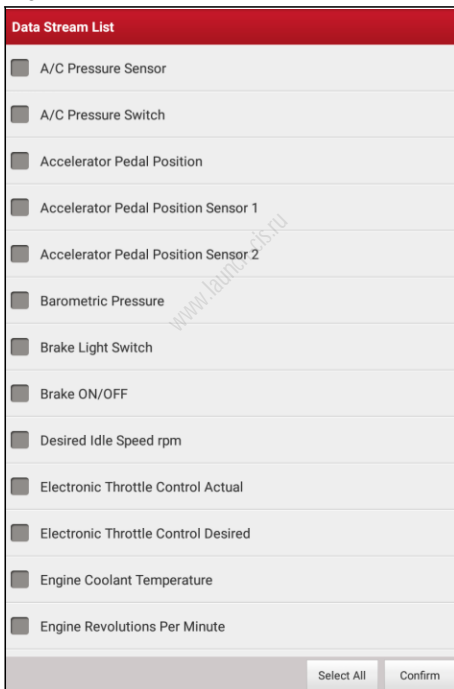 Data Stream List
A/C Pressure Sensor
A/C Pressure Switch
Accelerator Pedal Position
Accelerator Pedal Position Sensor 1
Accelerator Pedal Position Sensor 2
www.launch-cis.ru
Barometric Pressure
Brake Light Switch
Brake ON/OFF
Desired Idle Speed rpm
Electronic Throttle Control Actual
Electronic Throttle Control Desired
Engine Coolant Temperature
Engine Revolutions Per Minute
Select All Confirm